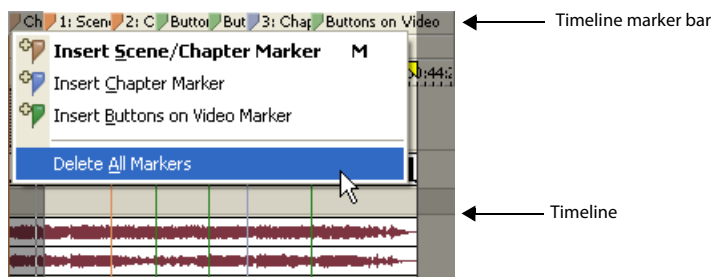 Ch 1: Scen 2: C Button But 3: Chap Buttons on Video
Timeline marker bar
Insert Scene/Chapter Marker M
Insert Chapter Marker
Insert Buttons on Video Marker
Delete All Markers
Timeline